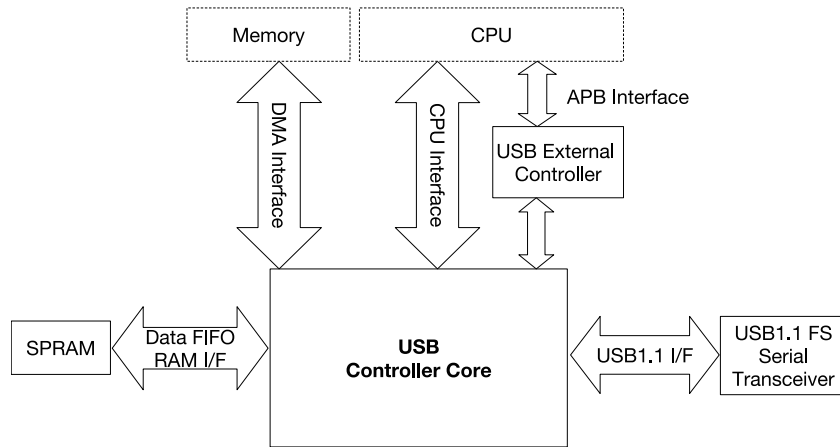 Memory
CPU
DMA Interface
CPU Interface
APB Interface
USB External
Controller
SPRAM
Data FIFO
RAM I/F
USB
Controller Core
USB1.1 I/F
USB1.1 FS
Serial
Transceiver